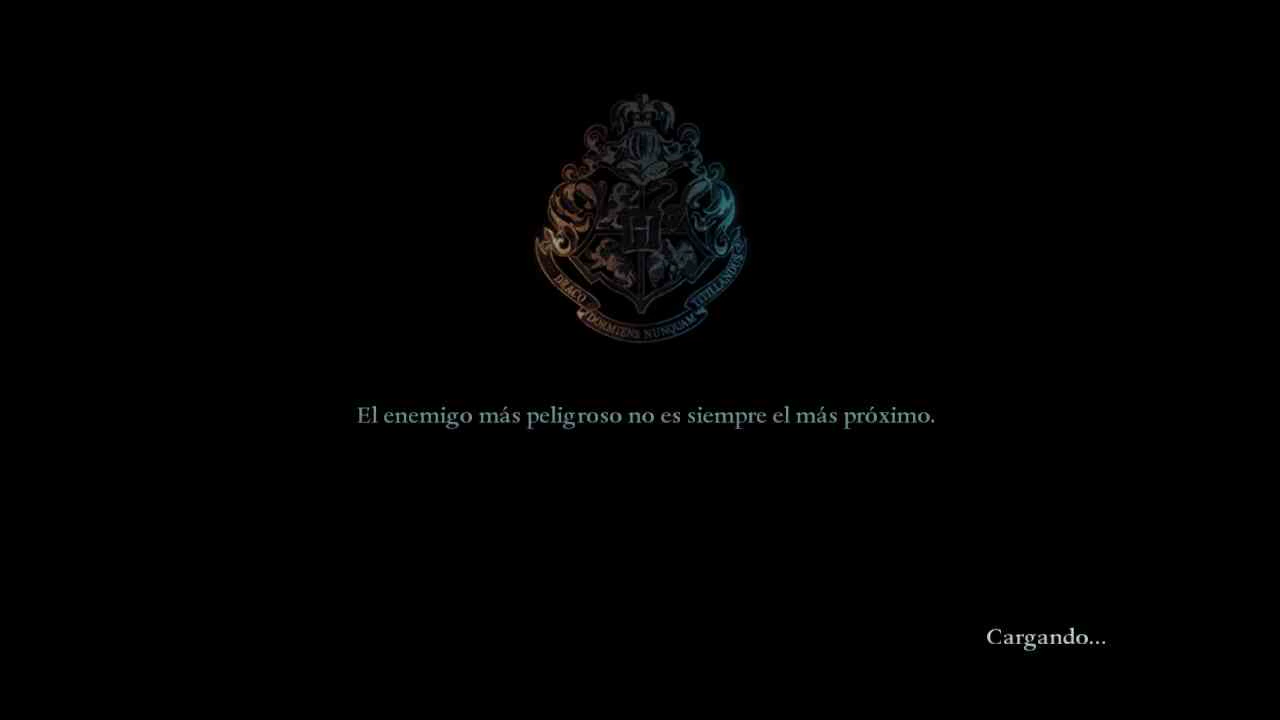 H
DRACO DORMIENS NUNQUAM TITILLANDUS
El enemigo más peligroso no es siempre el más próximo.
Cargando...